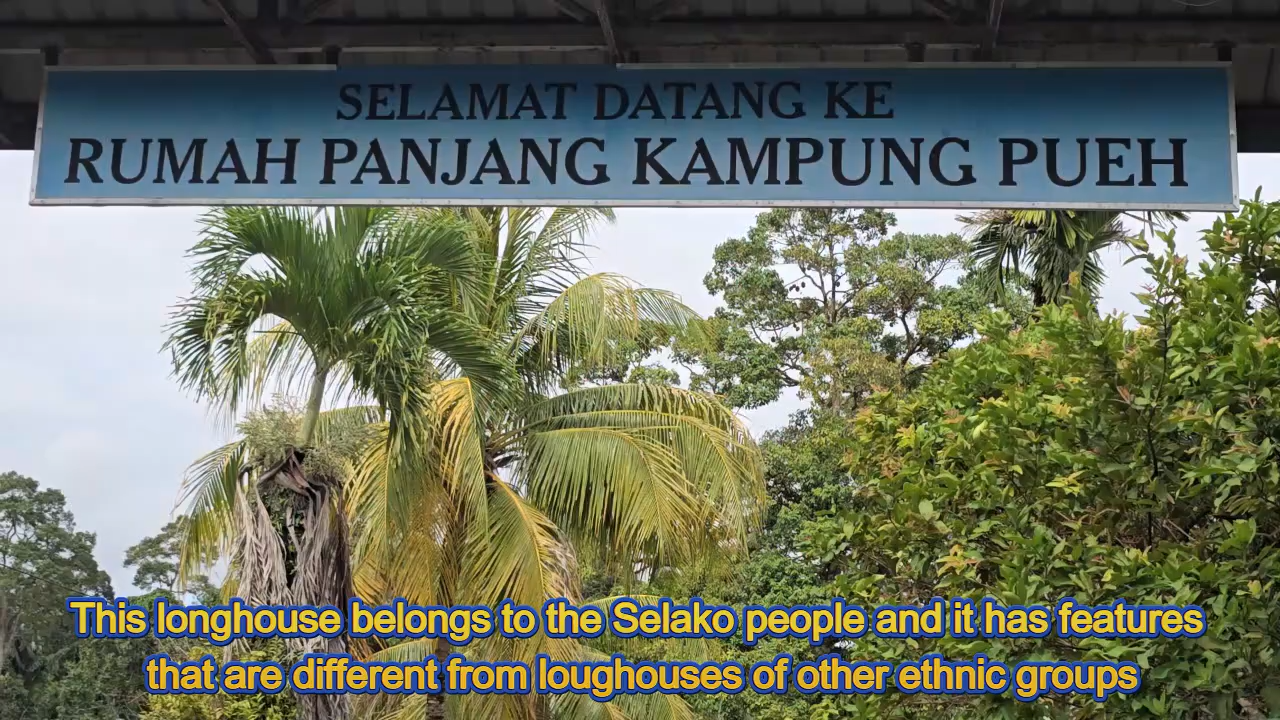 SELAMAT DATANG KE
RUMAH PANJANG KAMPUNG PUEH
This longhouse belongs to the Selako people and it has features
that are different from loughouses of other ethnic groups